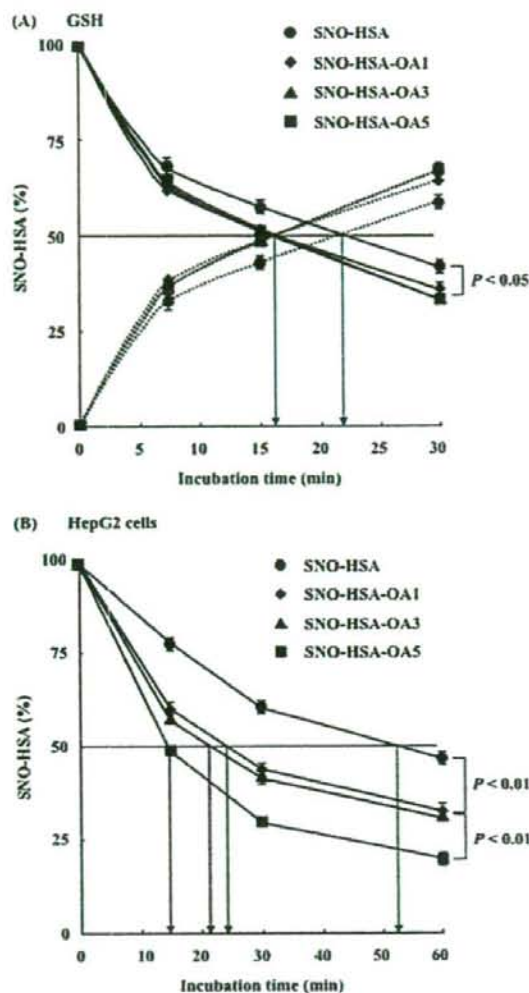 (A) GSH
SNO-HSA
SNO-HSA-OA1
SNO-HSA-OA3
SNO-HSA-OA5
100
75
50
25
0
SNO-HSA (%)
P < 0.05
0 5 10 15 20 25 30
Incubation time (min)
(B) HepG2 cells
SNO-HSA
SNO-HSA-OA1
SNO-HSA-OA3
SNO-HSA-OA5
100
75
50
25
0
SNO-HSA (%)
P < 0.01
P < 0.01
0 10 20 30 40 50 60
Incubation time (min)